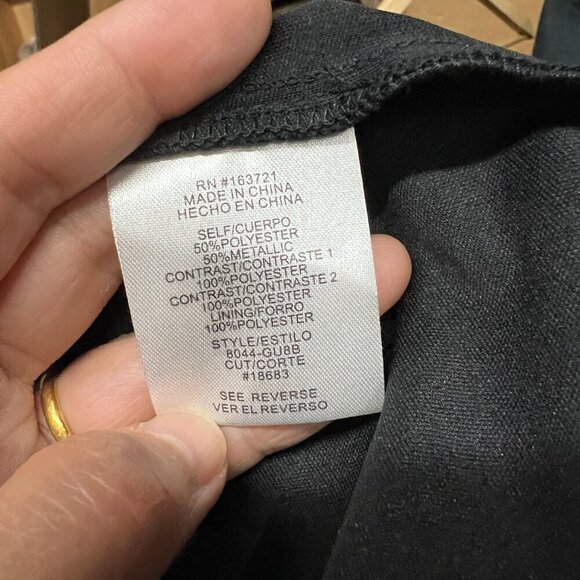 RN #163721
MADE IN CHINA
HECHO EN CHINA
SELF/CUERPO
50%POLYESTER
50%METALLIC
CONTRAST/CONTRASTE 1
100%POLYESTER
CONTRAST/CONTRASTE 2
100%POLYESTER
LINING/FORRO
100%POLYESTER
STYLE/ESTILO
8044-GU8B
CUT/CORTE
#18683
SEE REVERSE
VER EL REVERSO